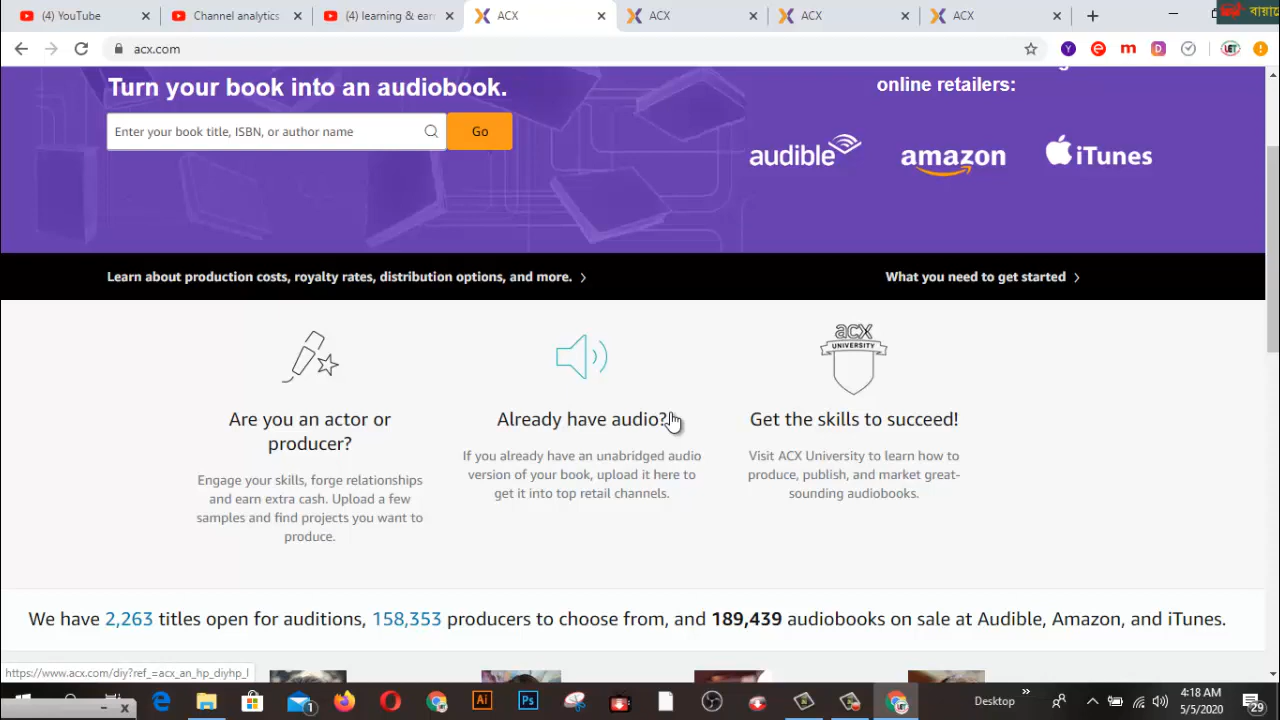 (4) YouTube
Channel analytics
(4) learning & ear
ACX
ACX
ACX
ACX
বায়া
acx.com
Turn your book into an audiobook.
online retailers:
Enter your book title, ISBN, or author name
Go
audible
amazon
iTunes
Learn about production costs, royalty rates, distribution options, and more.
What you need to get started
acx
UNIVERSITY
Are you an actor or
producer?
Engage your skills, forge relationships
and earn extra cash. Upload a few
samples and find projects you want to
produce.
Already have audio?
If you already have an unabridged audio
version of your book, upload it here to
get it into top retail channels.
Get the skills to succeed!
Visit ACX University to learn how to
produce, publish, and market great-
sounding audiobooks.
We have 2,263 titles open for auditions, 158,353 producers to choose from, and 189,439 audiobooks on sale at Audible, Amazon, and iTunes.
https://www.acx.com/diy?ref_=acx_an_hp_diyhp_l
Desktop
4:18 AM
5/5/2020
29